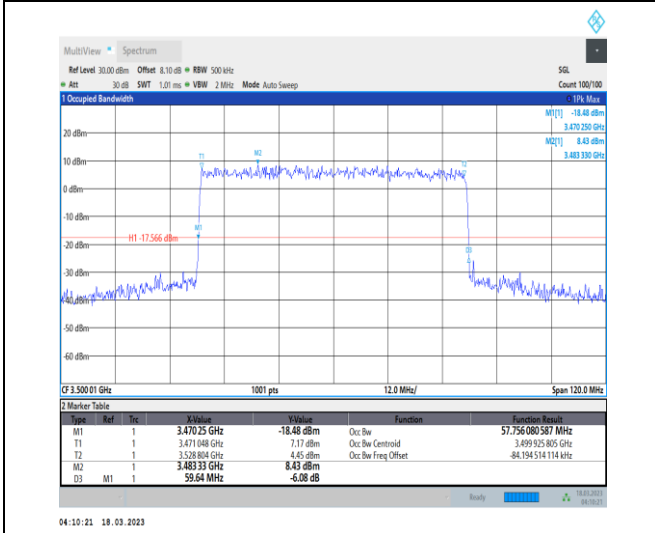 MultiView Spectrum
Ref Level 30.00 dBm Offset 8.10 dB RBW 500 kHz SGL
Att 30 dB SWT 1.01 ms VBW 2 MHz Mode Auto Sweep Count 100/100
1 Occupied Bandwidth 1Pk Max
M1[1] -18.48 dBm
3.470 250 GHz
M2[1] 8.43 dBm
3.483 330 GHz
20 dBm
10 dBm
0 dBm
-10 dBm
-20 dBm
-30 dBm
-40 dBm
-50 dBm
-60 dBm
T1
M2
T2
M1
H1 -17.566 dBm
D3
CF 3.500 01 GHz 1001 pts 12.0 MHz/ Span 120.0 MHz
2 Marker Table
Type Ref Trc X-Value Y-Value Function Function Result
M1 1 3.470 25 GHz -18.48 dBm Occ Bw 57.756 080 587 MHz
T1 1 3.471 048 GHz 7.17 dBm Occ Bw Centroid 3.499 925 805 GHz
T2 1 3.528 804 GHz 4.45 dBm Occ Bw Freq Offset -84.194 514 114 kHz
M2 1 3.483 33 GHz 8.43 dBm
D3 M1 1 59.64 MHz -6.08 dB
Ready 18.03.2023
04:10:21
04:10:21 18.03.2023